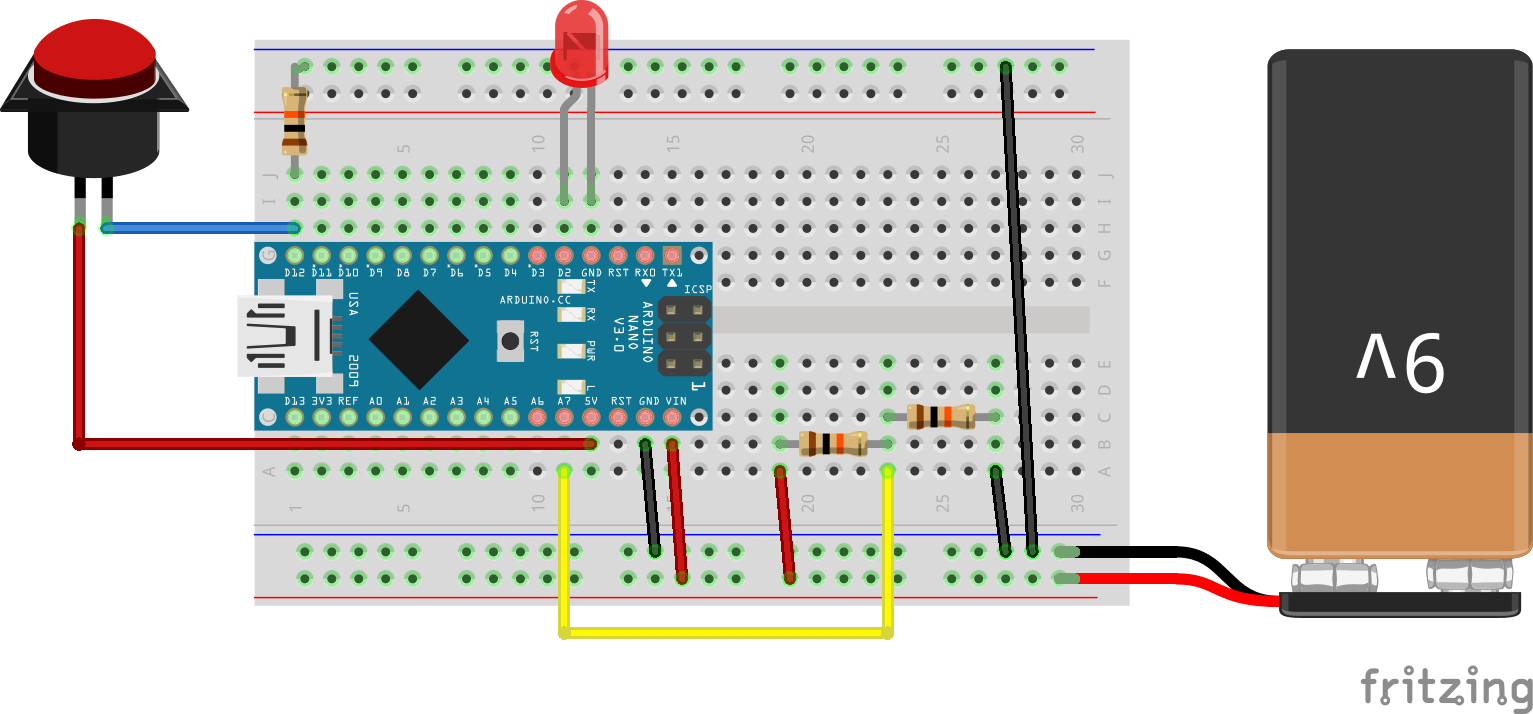 5 10 15 20 25 30
J J
I I
H H
G G
F
D12 D11 D10 D9 D8 D7 D6 D5 D4 D3 D2 GND RST RX0 TX1
ICSP
TX
ARDUINO.CC
RX
USA
ARDUINO
NANO
V3.0
RST
PWR
2009
L
1
D13 3V3 REF A0 A1 A2 A3 A4 A5 A6 A7 5V RST GND VIN
E
D
C C
B
A A
1 5 10 20 25 30
9V
fritzing